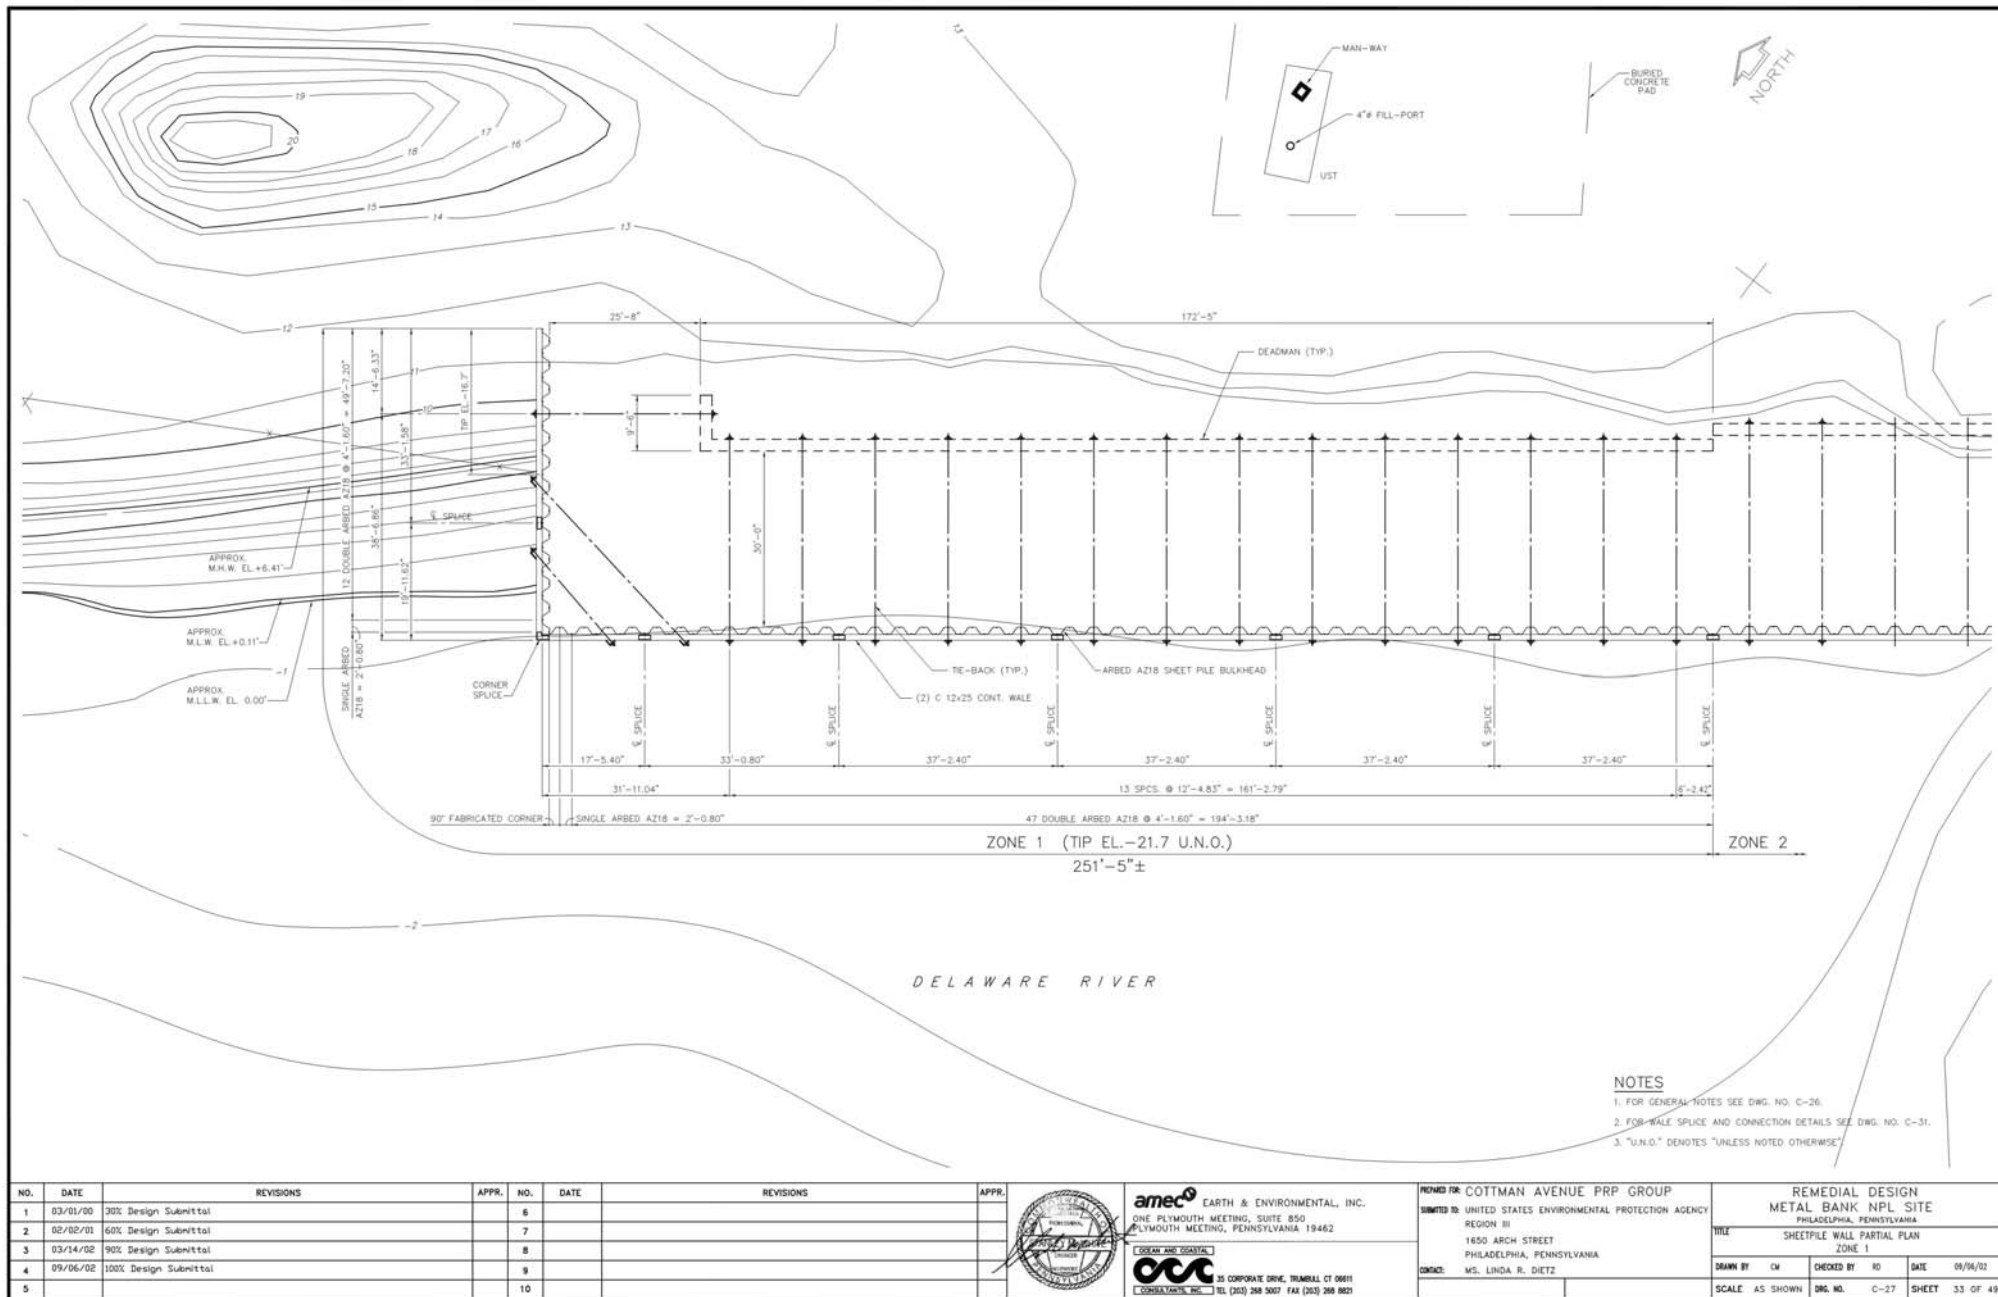 13
MAN-WAY
4"ø FILL-PORT
UST
BURIED
CONCRETE
PAD
NORTH
19
20
18
17
16
15
14
13
12
11
10
25'-8"
172'-5"
DEADMAN (TYP.)
9'-6"
30'-0"
12 DOUBLE ARBED AZ18 @ 4'-1.60" = 49'-7.20"
14'-6.33"
38'-6.86"
33'-1.58"
19'-11.62"
TIP EL.-16.7'
℄ SPLICE
APPROX.
M.H.W. EL.+6.41'
APPROX.
M.L.W. EL.+0.11'
-1
APPROX.
M.L.L.W. EL. 0.00'
SINGLE ARBED
AZ18 = 2'-0.80"
CORNER
SPLICE
TIE-BACK (TYP.)
(2) C 12x25 CONT. WALE
ARBED AZ18 SHEET PILE BULKHEAD
℄ SPLICE
℄ SPLICE
℄ SPLICE
℄ SPLICE
℄ SPLICE
℄ SPLICE
17'-5.40"
33'-0.80"
37'-2.40"
37'-2.40"
37'-2.40"
37'-2.40"
31'-11.04"
13 SPCS. @ 12'-4.83" = 161'-2.79"
6'-2.42"
90° FABRICATED CORNER
SINGLE ARBED AZ18 = 2'-0.80"
47 DOUBLE ARBED AZ18 @ 4'-1.60" = 194'-3.18"
ZONE 1 (TIP EL.-21.7 U.N.O.)
ZONE 2
251'-5"±
-2
DELAWARE RIVER
NOTES
1. FOR GENERAL NOTES SEE DWG. NO. C-26.
2. FOR WALE SPLICE AND CONNECTION DETAILS SEE DWG. NO. C-31.
3. "U.N.O." DENOTES "UNLESS NOTED OTHERWISE"
NO. DATE REVISIONS APPR. NO. DATE REVISIONS APPR.
1 03/01/00 30% Design Submittal 6
2 02/02/01 60% Design Submittal 7
3 03/14/02 90% Design Submittal 8
4 09/06/02 100% Design Submittal 9
5 10
COMMONWEALTH OF
PROFESSIONAL
ENGINEER
PENNSYLVANIA
amec EARTH & ENVIRONMENTAL, INC.
ONE PLYMOUTH MEETING, SUITE 850
PLYMOUTH MEETING, PENNSYLVANIA 19462
OCEAN AND COASTAL
OCC
CONSULTANTS, INC.
35 CORPORATE DRIVE, TRUMBULL CT 06611
TEL (203) 268 5007 FAX (203) 268 8821
PREPARED FOR: COTTMAN AVENUE PRP GROUP
SUBMITTED TO: UNITED STATES ENVIRONMENTAL PROTECTION AGENCY
REGION III
1650 ARCH STREET
PHILADELPHIA, PENNSYLVANIA
CONTACT: MS. LINDA R. DIETZ
REMEDIAL DESIGN
METAL BANK NPL SITE
PHILADELPHIA, PENNSYLVANIA
TITLE
SHEETPILE WALL PARTIAL PLAN
ZONE 1
DRAWN BY CM CHECKED BY RD DATE 09/06/02
SCALE AS SHOWN DRG. NO. C-27 SHEET 33 OF 49